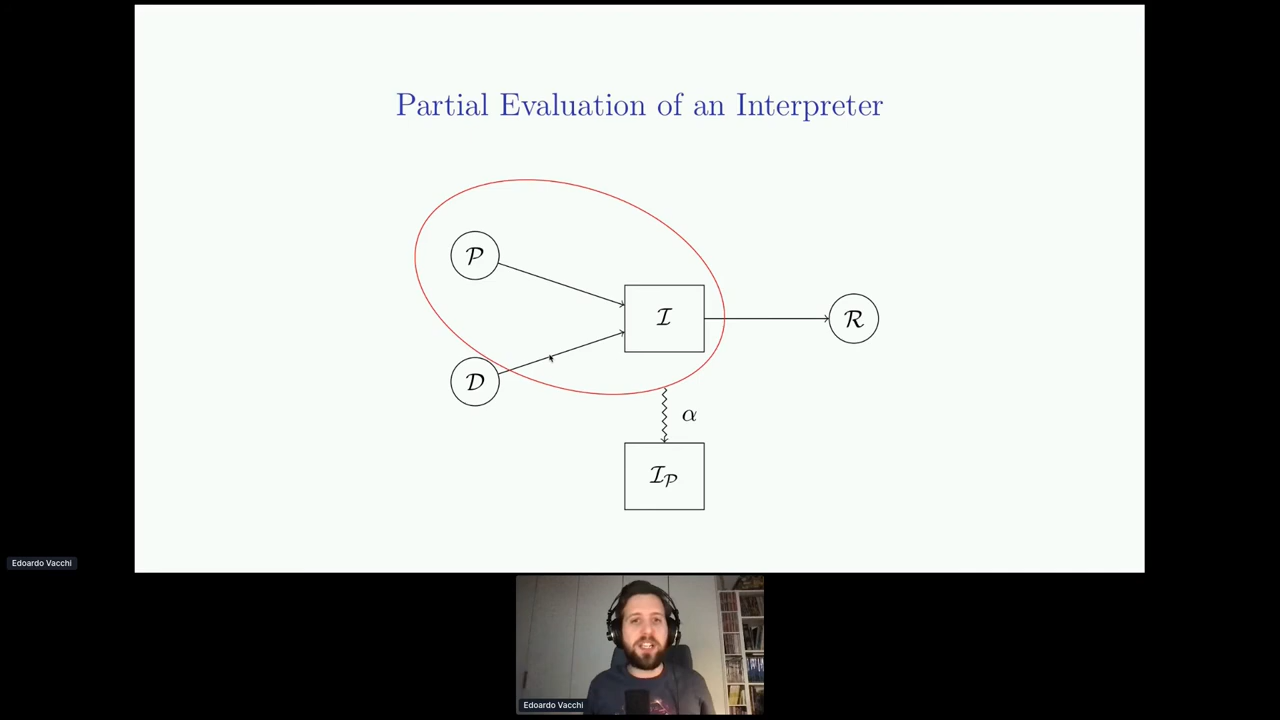 Partial Evaluation of an Interpreter
𝒫
ℐ
ℛ
𝒟
α
ℐ𝒫
Edoardo Vacchi
Edoardo Vacchi